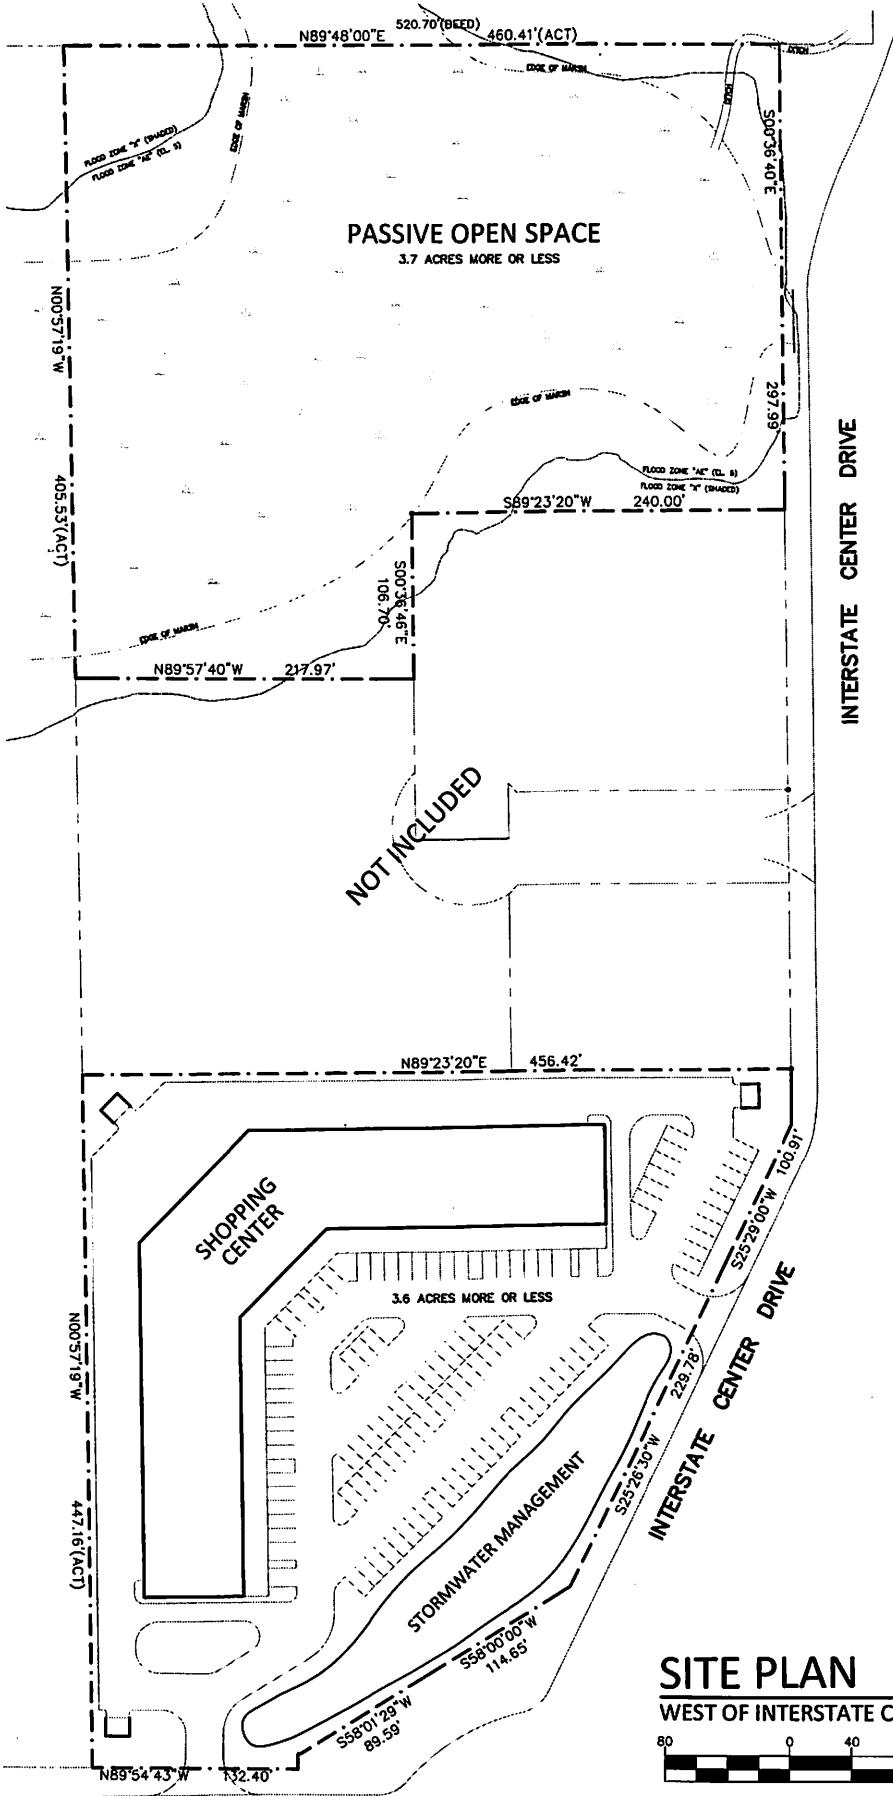 520.70'(DEED)
N89°48'00"E 460.41'(ACT)
EDGE OF MARSH
DITCH
DITCH
EDGE OF MARSH
FLOOD ZONE "X" (SHADED)
FLOOD ZONE "AE" (EL. 5)
S00°36'40"E
PASSIVE OPEN SPACE
3.7 ACRES MORE OR LESS
N00°57'19"W
297.99'
EDGE OF MARSH
INTERSTATE CENTER DRIVE
FLOOD ZONE "AE" (EL. 5)
FLOOD ZONE "X" (SHADED)
S89°23'20"W 240.00'
405.53'(ACT)
S00°36'46"E
106.70'
EDGE OF MARSH
N89°57'40"W 217.97'
NOT INCLUDED
N89°23'20"E 456.42'
S25°29'00"W 100.91'
SHOPPING
CENTER
3.6 ACRES MORE OR LESS
N00°57'19"W
447.16'(ACT)
S25°26'30"W 229.78'
INTERSTATE CENTER DRIVE
STORMWATER MANAGEMENT
S58°00'00"W
114.65'
S58°01'29"W
89.59'
N89°54'43"W 132.40'
SITE PLAN
WEST OF INTERSTATE C
80 0 40